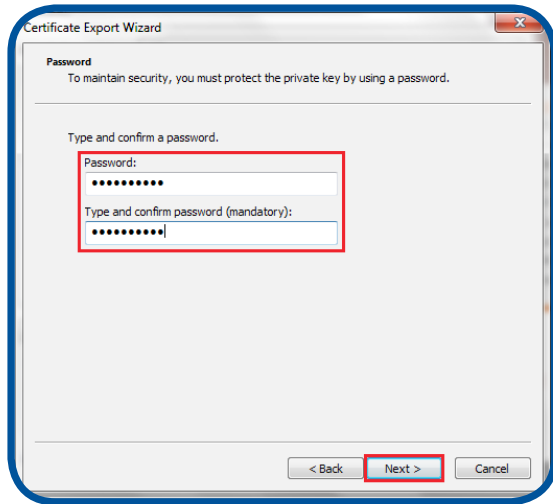 Certificate Export Wizard
Password
To maintain security, you must protect the private key by using a password.
Type and confirm a password.
Password:
••••••••••
Type and confirm password (mandatory):
••••••••••
< Back Next > Cancel